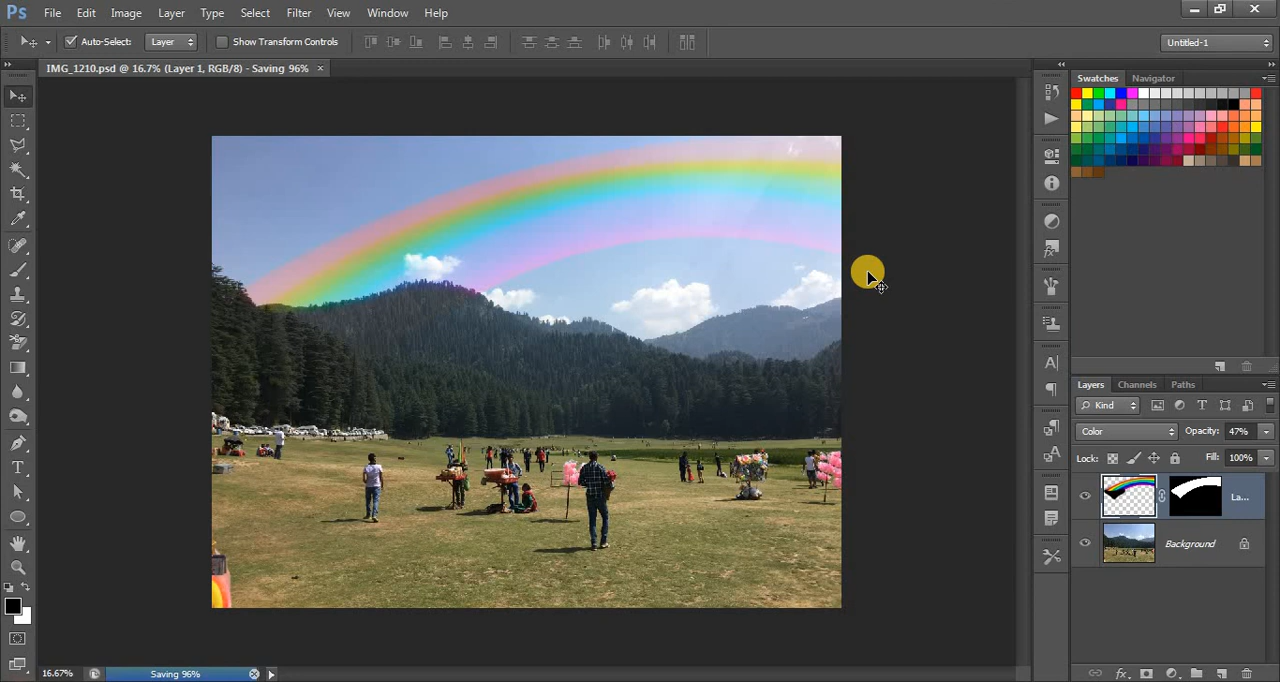 Ps File Edit Image Layer Type Select Filter View Window Help
Auto-Select: Layer Show Transform Controls Untitled-1
IMG_1210.psd @ 16.7% (Layer 1, RGB/8) - Saving 96% ×
Swatches Navigator
Layers Channels Paths
Kind
Color Opacity: 47%
Lock: Fill: 100%
La...
Background
16.67% Saving 96%